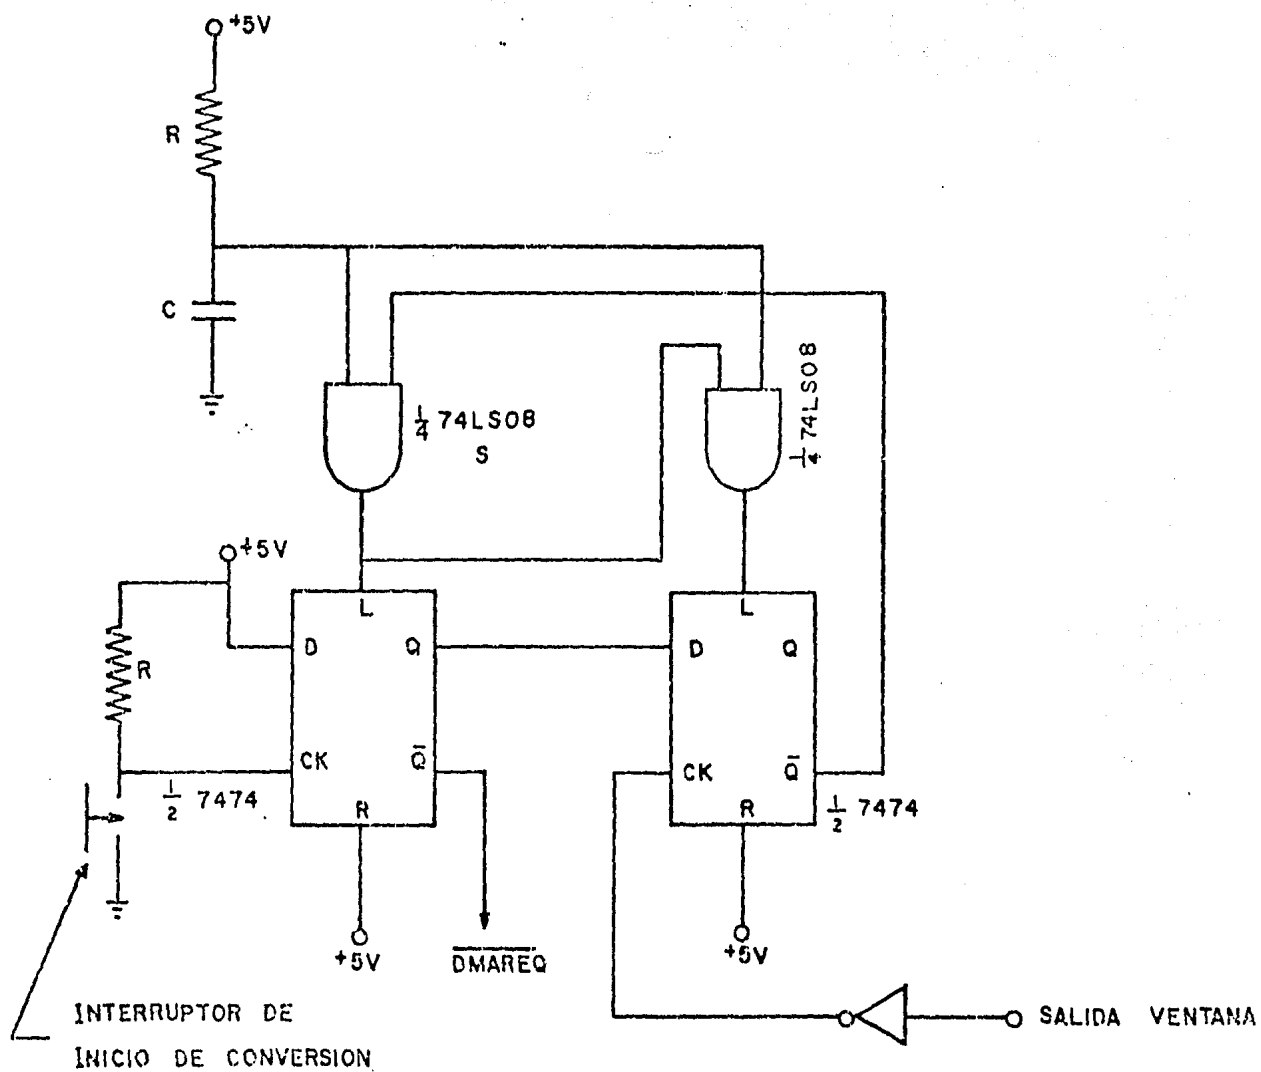 +5V
R
C
1/4 74LS08
S
1/4 74LS08
+5V
R
L
D Q
CK Q̅
R
1/2 7474
L
D Q
CK Q̅
R
1/2 7474
+5V
D̅M̅A̅R̅E̅Q̅
+5V
INTERRUPTOR DE
INICIO DE CONVERSION
SALIDA VENTANA